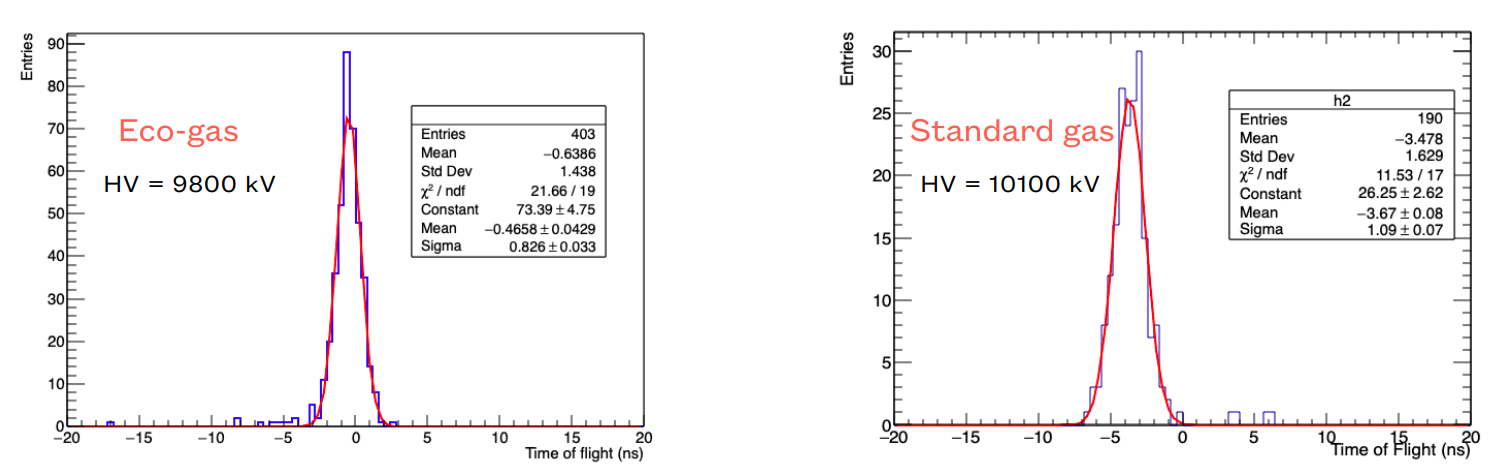 Entries
90
80
70
60
50
40
30
20
10
0
−20 −15 −10 −5 0 5 10 15 20
Time of flight (ns)
Eco-gas
HV = 9800 kV
Entries 403
Mean −0.6386
Std Dev 1.438
χ² / ndf 21.66 / 19
Constant 73.39 ± 4.75
Mean −0.4658 ± 0.0429
Sigma 0.826 ± 0.033
Entries
30
25
20
15
10
5
0
−20 −15 −10 −5 0 5 10 15 20
Time of Flight (ns)
Standard gas
HV = 10100 kV
h2
Entries 190
Mean −3.478
Std Dev 1.629
χ² / ndf 11.53 / 17
Constant 26.25 ± 2.62
Mean −3.67 ± 0.08
Sigma 1.09 ± 0.07